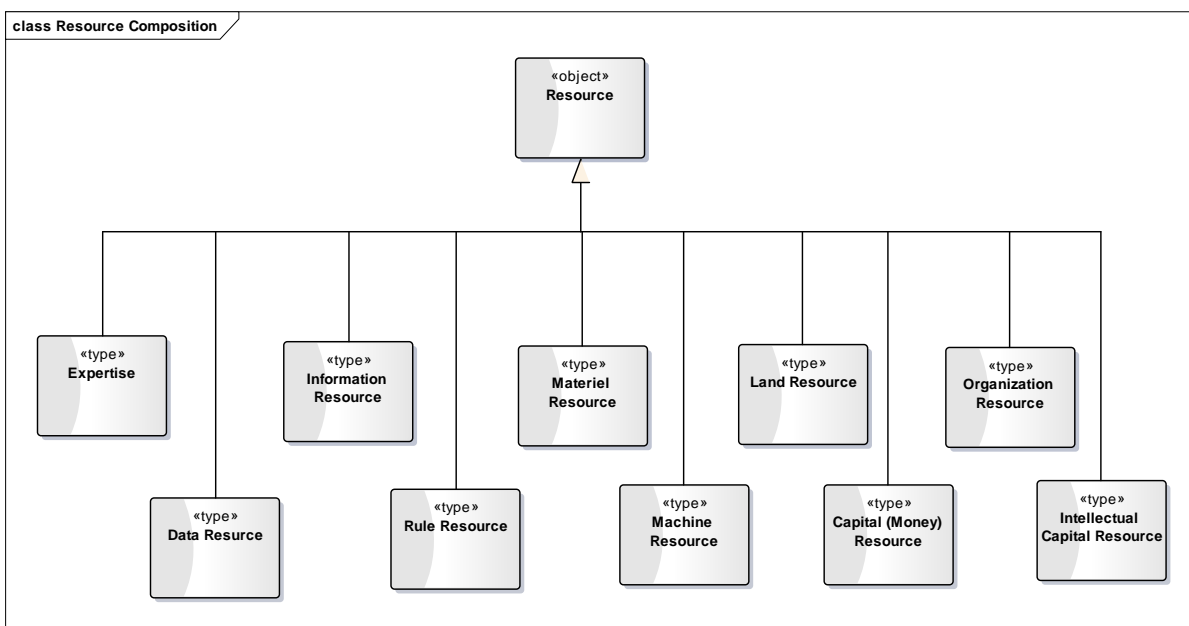 class Resource Composition
«object»
Resource
«type»
Expertise
«type»
Information
Resource
«type»
Materiel
Resource
«type»
Land Resource
«type»
Organization
Resource
«type»
Data Resurce
«type»
Rule Resource
«type»
Machine
Resource
«type»
Capital (Money)
Resource
«type»
Intellectual
Capital Resource